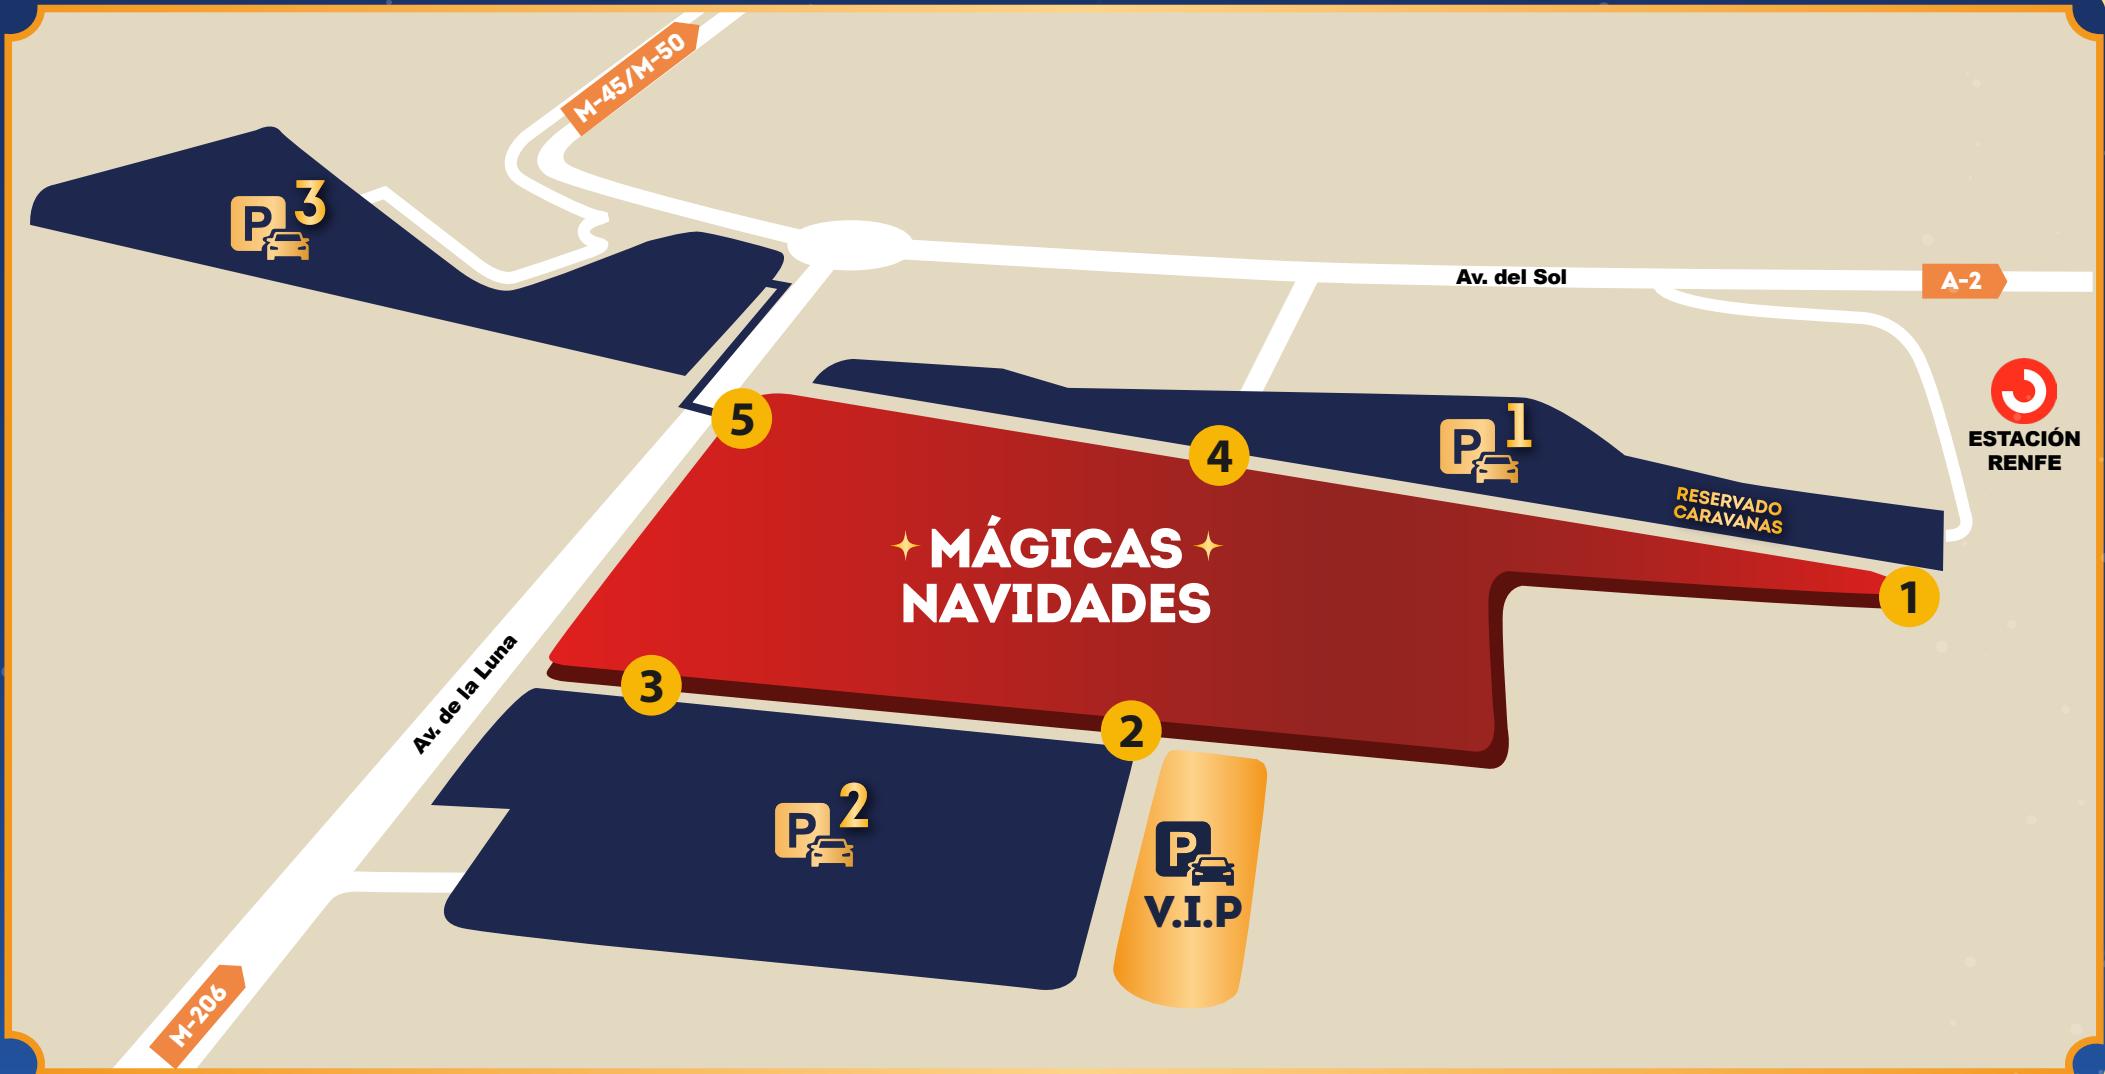 M-45/M-50
P 3
Av. del Sol
A-2
ESTACIÓN
RENFE
5
4
P 1
RESERVADO
CARAVANAS
MÁGICAS
NAVIDADES
1
Av. de la Luna
3
2
P 2
P
V.I.P
M-206